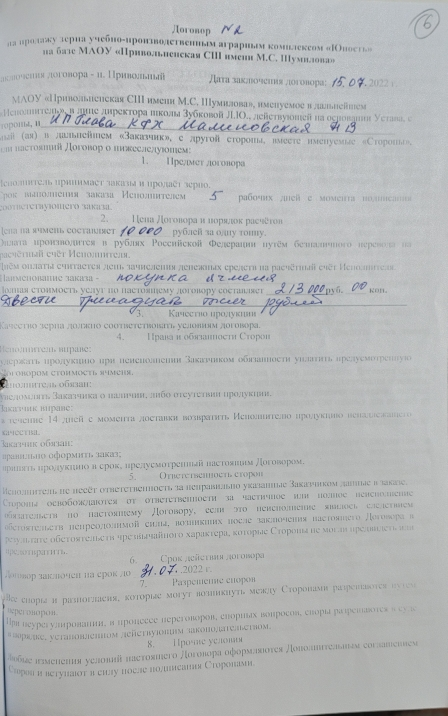 6
Договор №2
на продажу зерна учебно-производственным аграрным комплексом «Юность»
на базе МАОУ «Привольненская СШ имени М.С. Шумилова»
заключения договора - п. Привольный Дата заключения договора: 15.07.2022 г.
МАОУ «Привольненская СШ имени М.С. Шумилова», именуемое в дальнейшем
«Исполнитель», в лице директора школы Зубковой Л.Ю., действующей на основании Устава, с
стороны, и ИП Глава КФХ Малиновская
ый (ая) в дальнейшем «Заказчик», с другой стороны, вместе именуемые «Стороны»,
или настоящий Договор о нижеследующем:
1. Предмет договора
Исполнитель принимает заказы и продаёт зерно.
Срок выполнения заказа Исполнителем 5 рабочих дней с момента подписания
соответствующего заказа.
2. Цена Договора и порядок расчётов
Цена на ячмень составляет 10 000 рублей за одну тонну.
Оплата производится в рублях Российской Федерации путём безналичного перевода на
расчётный счёт Исполнителя.
Днём оплаты считается день зачисления денежных средств на расчётный счёт Исполнителя.
Наименование заказа - покупка ячменя
Полная стоимость услуг по настоящему договору составляет 213 000 руб. 00 коп.
Двести тринадцать тысяч рублей
3. Качество продукции
Качество зерна должно соответствовать условиям договора.
4. Права и обязанности Сторон
Исполнитель вправе:
удержать продукцию при неисполнении Заказчиком обязанности уплатить предусмотренную
Договором стоимость ячменя.
Исполнитель обязан:
уведомлять Заказчика о наличии, либо отсутствии продукции.
Заказчик вправе:
в течение 14 дней с момента доставки возвратить Исполнителю продукцию ненадлежащего
качества.
Заказчик обязан:
правильно оформить заказ;
принять продукцию в срок, предусмотренный настоящим Договором.
5. Ответственность сторон
Исполнитель не несёт ответственность за неправильно указанные Заказчиком данные в заказе.
Стороны освобождаются от ответственности за частичное или полное неисполнение
обязательств по настоящему Договору, если это неисполнение явилось следствием
обстоятельств непреодолимой силы, возникших после заключения настоящего Договора в
результате обстоятельств чрезвычайного характера, которые Стороны не могли предвидеть или
предотвратить.
6. Срок действия договора
Договор заключен на срок до 31.07.2022 г.
7. Разрешение споров
Все споры и разногласия, которые могут возникнуть между Сторонами разрешаются путем
переговоров.
При неурегулировании, в процессе переговоров, спорных вопросов, споры разрешаются в суде
в порядке, установленном действующим законодательством.
8. Прочие условия
Любые изменения условий настоящего Договора оформляются Дополнительным соглашением
Сторон и вступают в силу после подписания Сторонами.